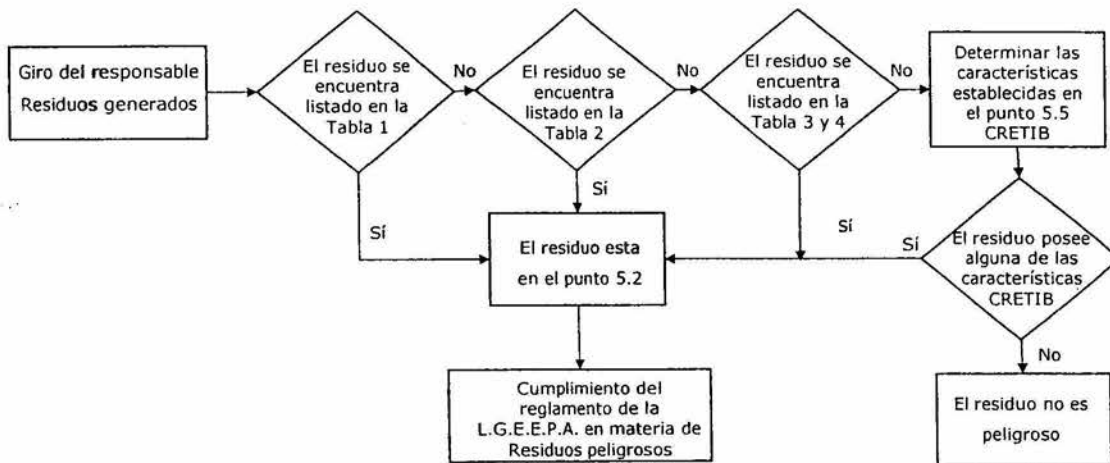 Giro del responsable
Residuos generados
El residuo se
encuentra
listado en la
Tabla 1
No
El residuo se
encuentra
listado en la
Tabla 2
No
El residuo se
encuentra
listado en la
Tabla 3 y 4
No
Determinar las
características
establecidas en
el punto 5.5
CRETIB
Sí
Sí
Sí
Sí
El residuo esta
en el punto 5.2
El residuo posee
alguna de las
características
CRETIB
No
Cumplimiento del
reglamento de la
L.G.E.E.P.A. en materia de
Residuos peligrosos
El residuo no es
peligroso